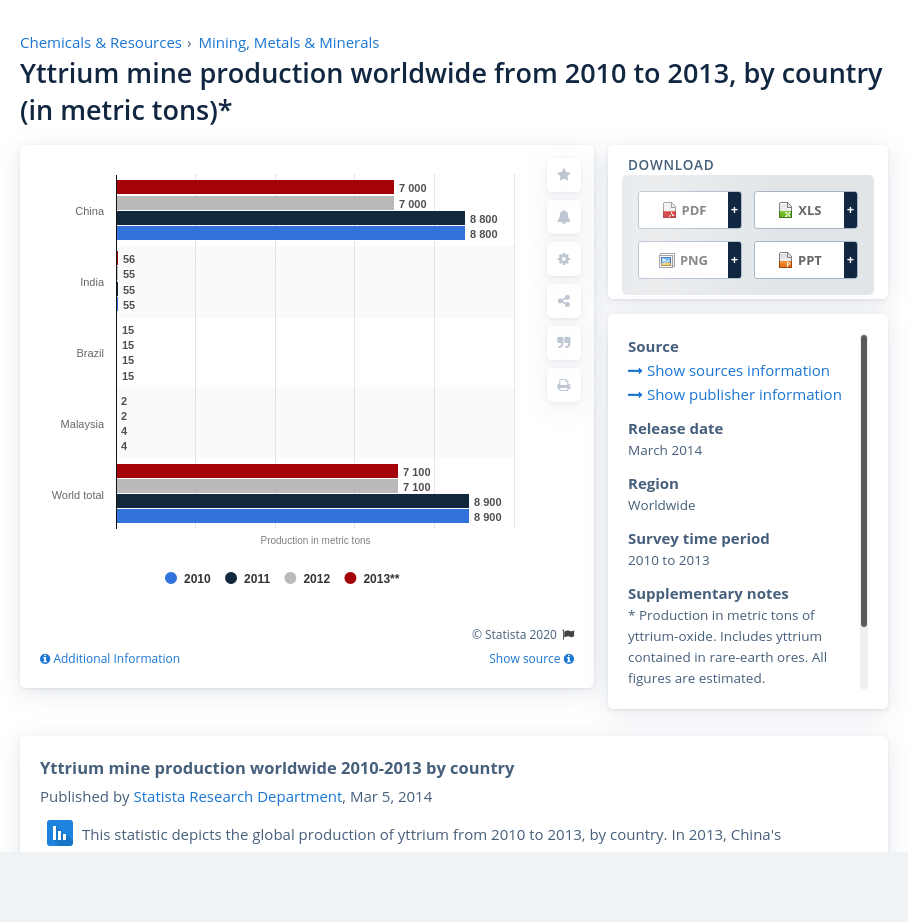 Chemicals & Resources › Mining, Metals & Minerals
Yttrium mine production worldwide from 2010 to 2013, by country
(in metric tons)*
China
7 000
7 000
8 800
8 800
India
56
55
55
55
Brazil
15
15
15
15
Malaysia
2
2
4
4
World total
7 100
7 100
8 900
8 900
Production in metric tons
2010 2011 2012 2013**
© Statista 2020
Additional Information
Show source
DOWNLOAD
PDF + XLS +
PNG + PPT +
Source
Show sources information
Show publisher information
Release date
March 2014
Region
Worldwide
Survey time period
2010 to 2013
Supplementary notes
* Production in metric tons of
yttrium-oxide. Includes yttrium
contained in rare-earth ores. All
figures are estimated.
Yttrium mine production worldwide 2010-2013 by country
Published by Statista Research Department, Mar 5, 2014
This statistic depicts the global production of yttrium from 2010 to 2013, by country. In 2013, China's